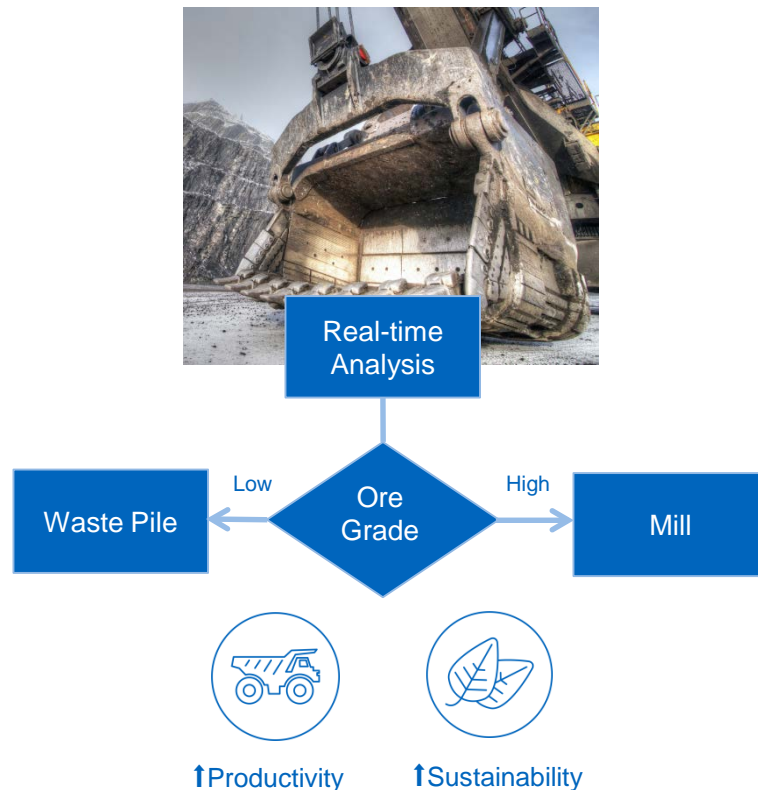 Real-time
Analysis
Low
High
Waste Pile
Ore
Grade
Mill
⬆Productivity
⬆Sustainability